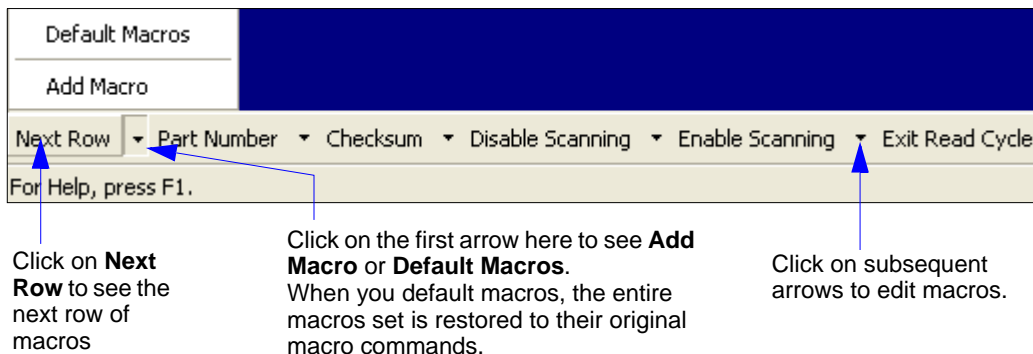 Default Macros
Add Macro
Next Row Part Number Checksum Disable Scanning Enable Scanning Exit Read Cycle
For Help, press F1.
Click on Next
Row to see the
next row of
macros
Click on the first arrow here to see Add
Macro or Default Macros.
When you default macros, the entire
macros set is restored to their original
macro commands.
Click on subsequent
arrows to edit macros.